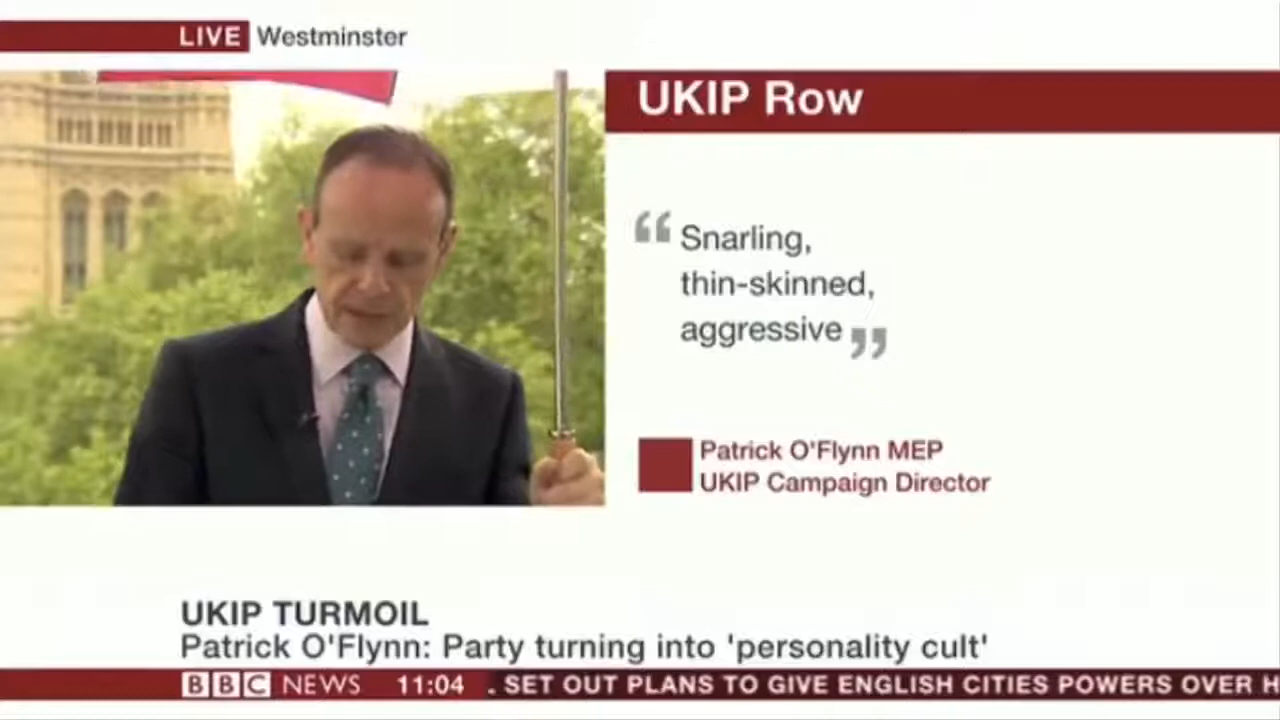 LIVE Westminster
UKIP Row
“Snarling,
thin-skinned,
aggressive”
Patrick O'Flynn MEP
UKIP Campaign Director
UKIP TURMOIL
Patrick O'Flynn: Party turning into 'personality cult'
BBC NEWS 11:04 . SET OUT PLANS TO GIVE ENGLISH CITIES POWERS OVER H